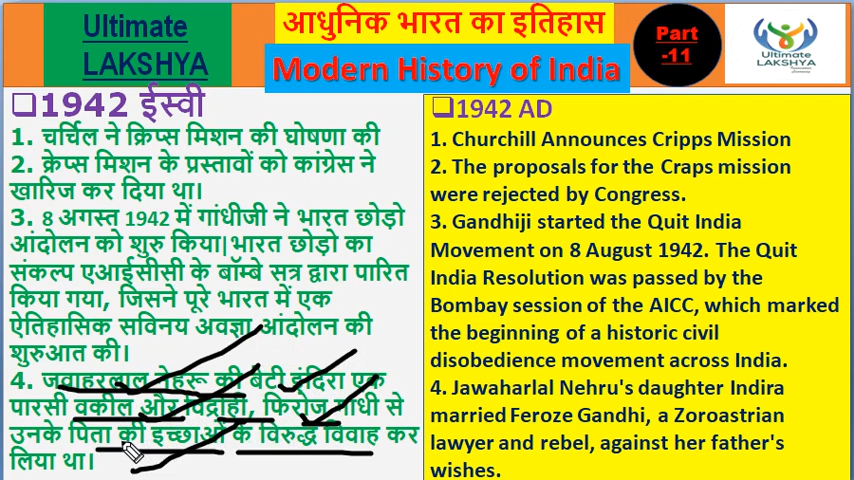 Ultimate
LAKSHYA
आधुनिक भारत का इतिहास
Modern History of India
Part
-11
Ultimate
LAKSHYA
❑1942 ईस्वी
1. चर्चिल ने क्रिप्स मिशन की घोषणा की
2. क्रेप्स मिशन के प्रस्तावों को कांग्रेस ने
खारिज कर दिया था।
3. 8 अगस्त 1942 में गांधीजी ने भारत छोड़ो
आंदोलन को शुरु किया|भारत छोड़ो का
संकल्प एआईसीसी के बॉम्बे सत्र द्वारा पारित
किया गया, जिसने पूरे भारत में एक
ऐतिहासिक सविनय अवज्ञा आंदोलन की
शुरुआत की।
4. जवाहरलाल नेहरू की बेटी इंदिरा एक
पारसी वकील और विद्रोही, फिरोज गांधी से
उनके पिता की इच्छाओं के विरुद्ध विवाह कर
लिया था।
❑1942 AD
1. Churchill Announces Cripps Mission
2. The proposals for the Craps mission
were rejected by Congress.
3. Gandhiji started the Quit India
Movement on 8 August 1942. The Quit
India Resolution was passed by the
Bombay session of the AICC, which marked
the beginning of a historic civil
disobedience movement across India.
4. Jawaharlal Nehru's daughter Indira
married Feroze Gandhi, a Zoroastrian
lawyer and rebel, against her father's
wishes.